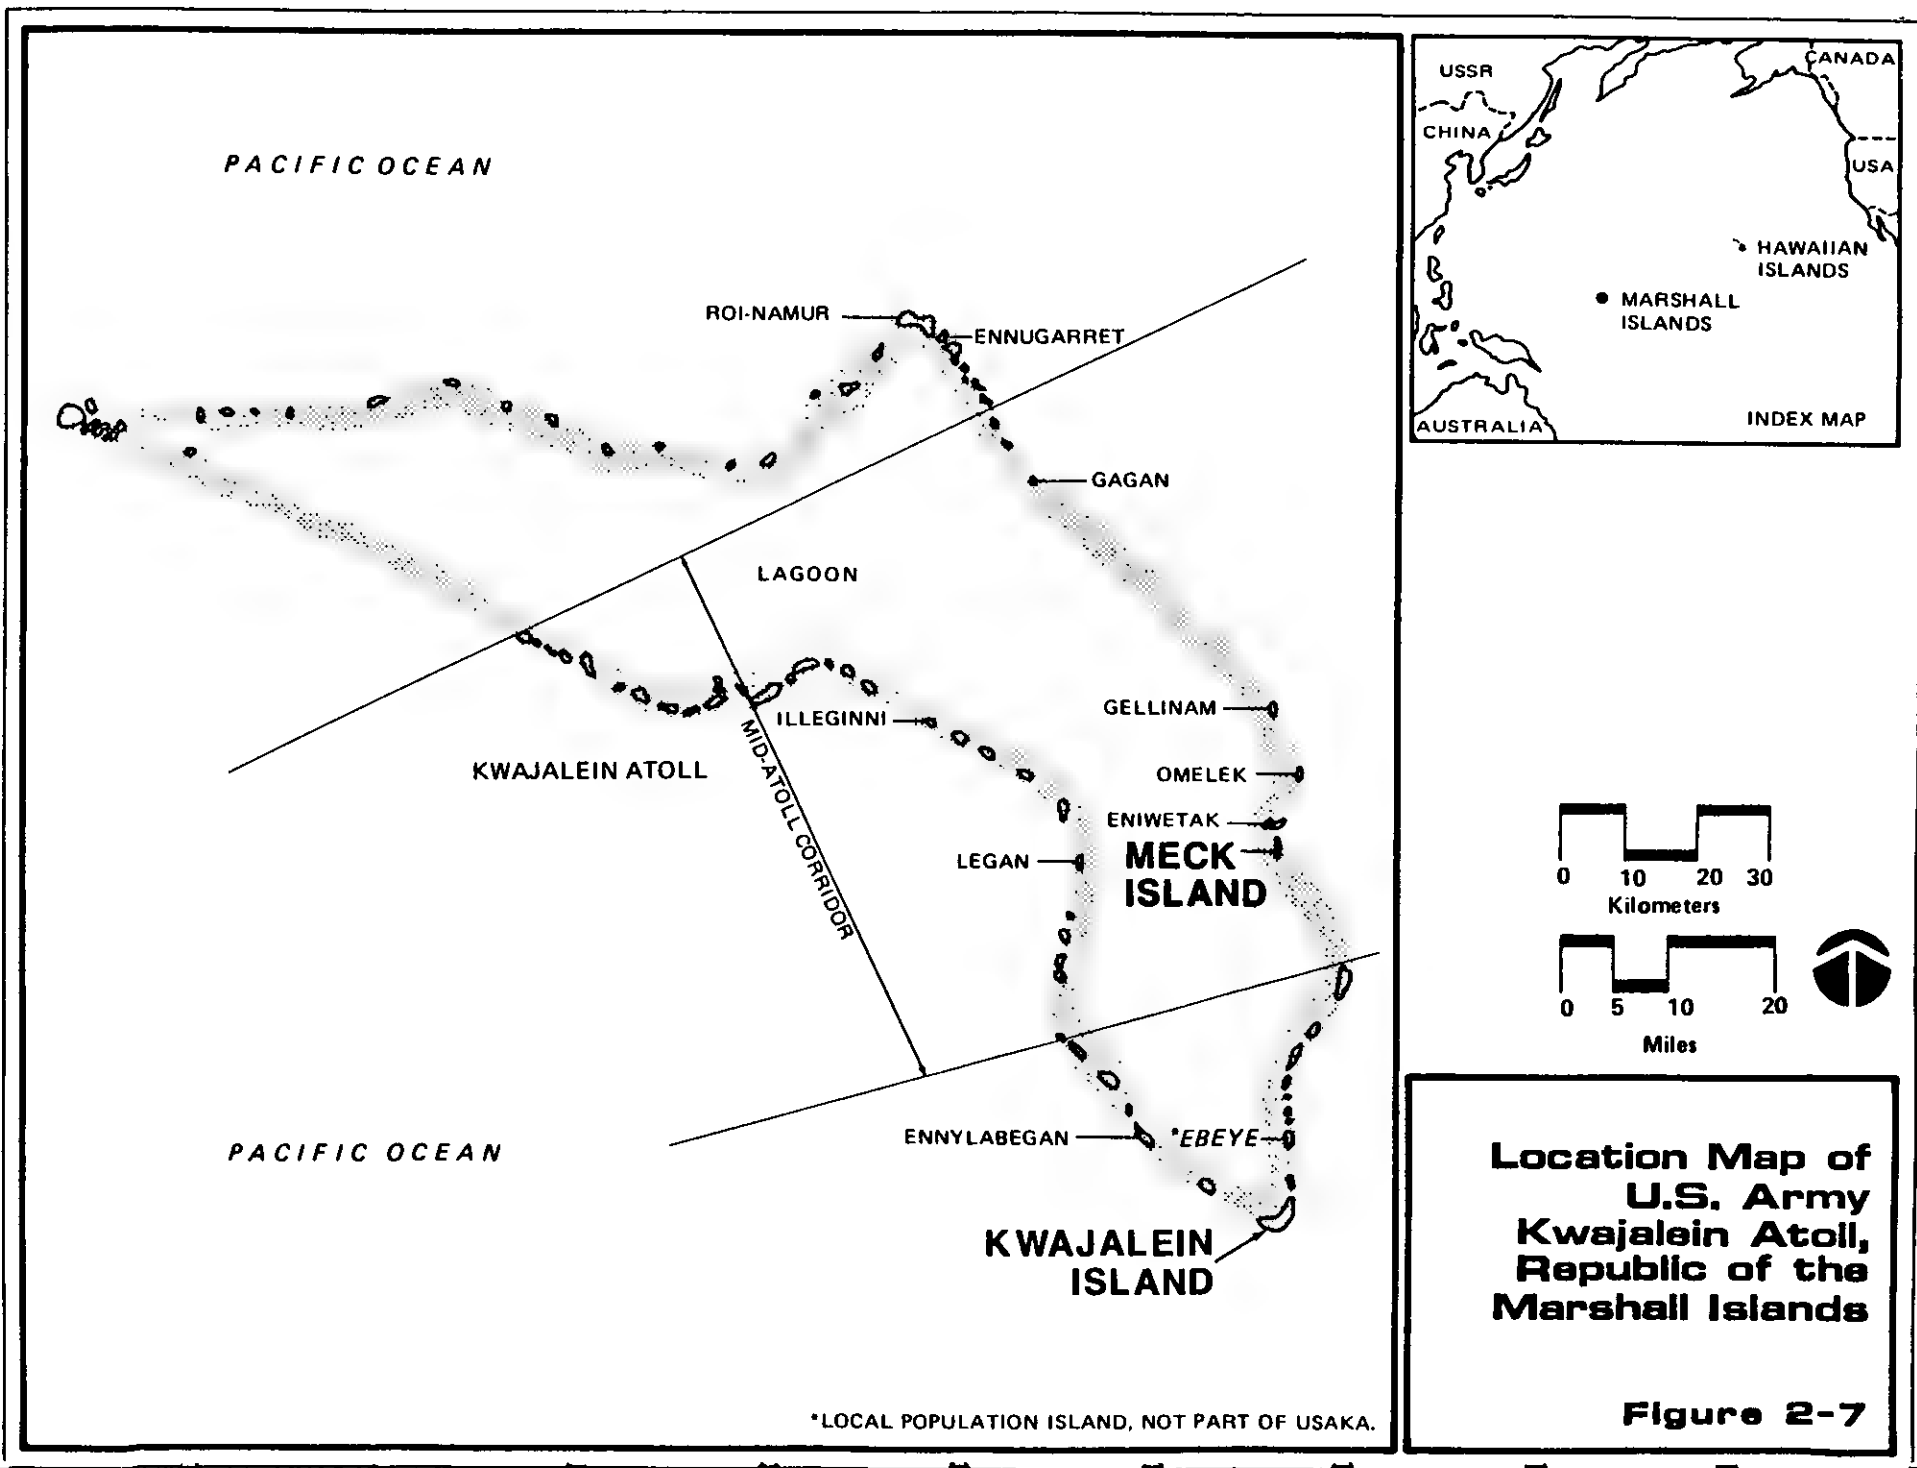 PACIFIC OCEAN
ROI-NAMUR
ENNUGARRET
GAGAN
LAGOON
GELLINAM
ILLEGINNI
OMELEK
KWAJALEIN ATOLL
MID-ATOLL CORRIDOR
ENIWETAK
LEGAN
MECK
ISLAND
ENNYLABEGAN
*EBEYE
PACIFIC OCEAN
KWAJALEIN
ISLAND
*LOCAL POPULATION ISLAND, NOT PART OF USAKA.
USSR
CANADA
CHINA
USA
HAWAIIAN
ISLANDS
MARSHALL
ISLANDS
AUSTRALIA
INDEX MAP
0 10 20 30
Kilometers
0 5 10 20
Miles
Location Map of
U.S. Army
Kwajalein Atoll,
Republic of the
Marshall Islands
Figure 2-7